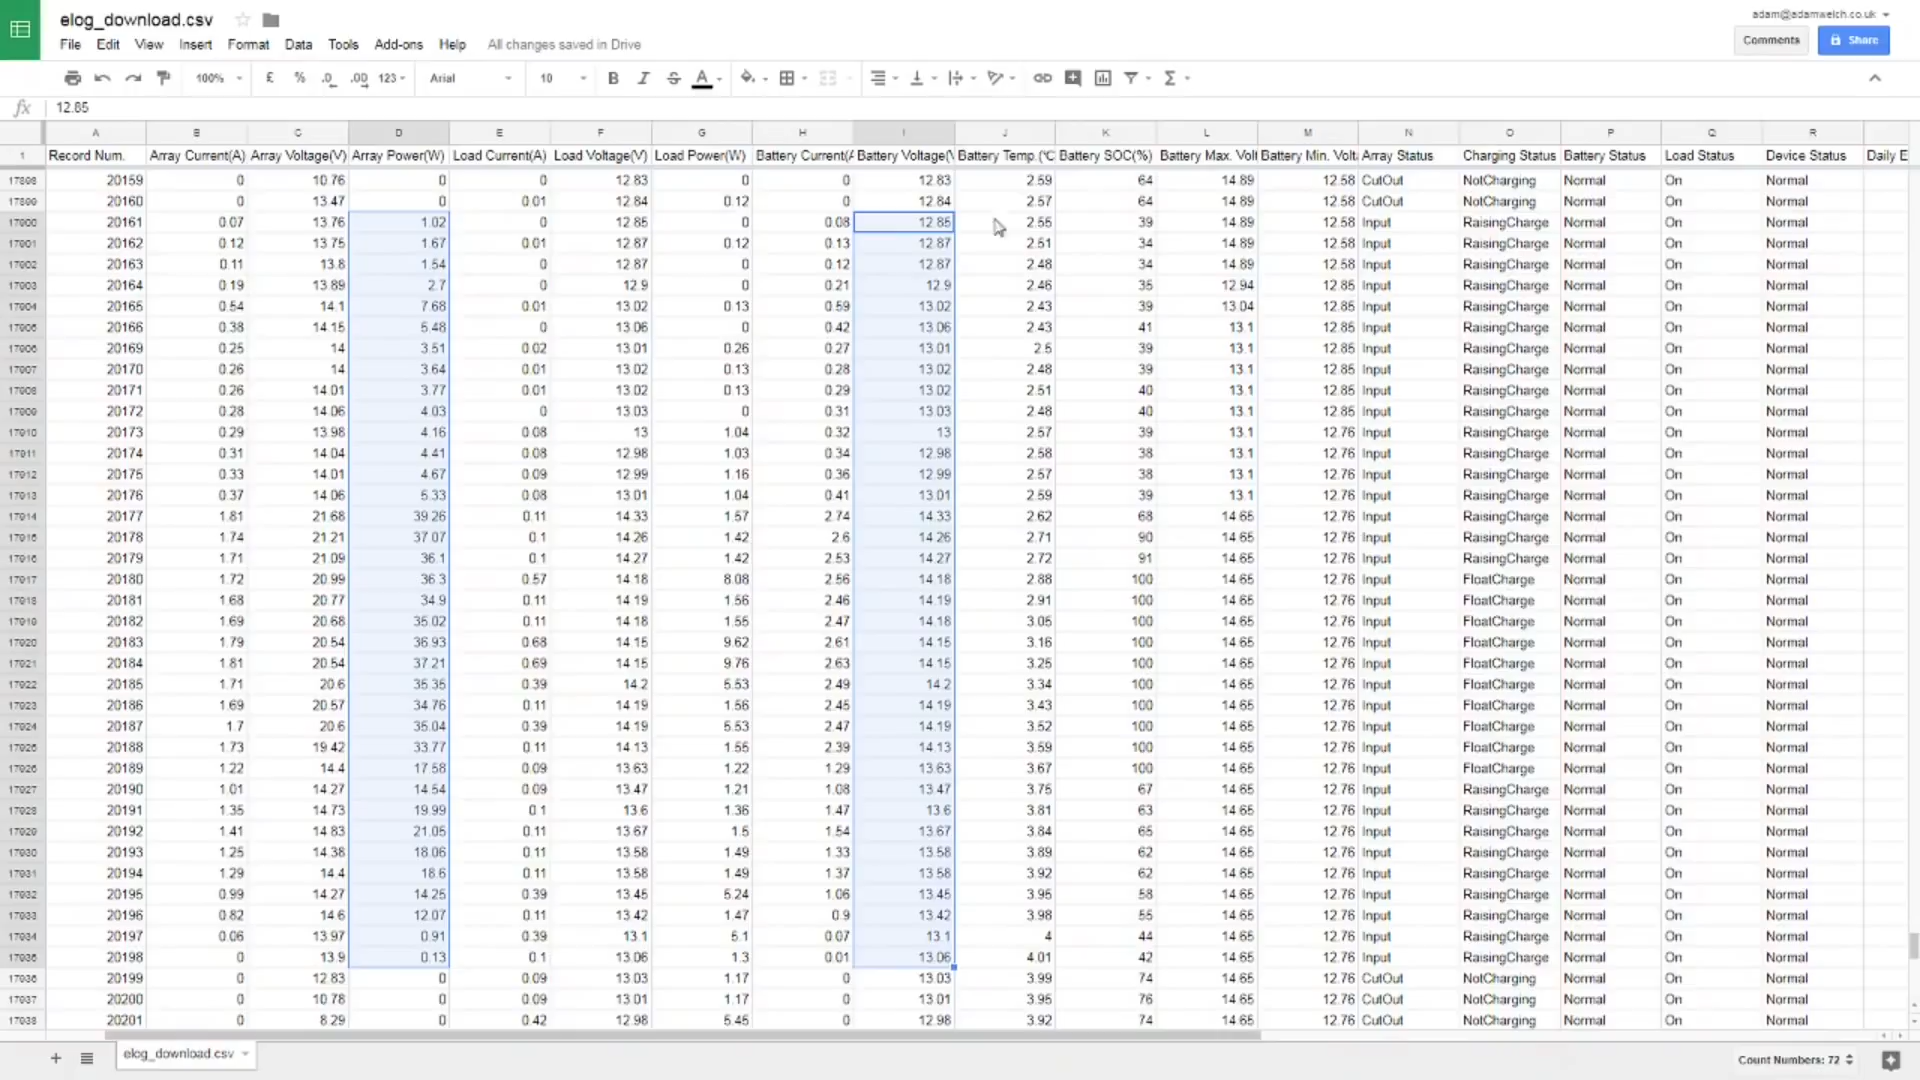 elog_download.csv
adam@adamwelch.co.uk
File Edit View Insert Format Data Tools Add-ons Help All changes saved in Drive
Comments Share
100% £ % .0 .00 123 Arial 10 B I S A Σ
fx 12.85
A B C D E F G H I J K L M N O P Q R
1 Record Num. Array Current(A) Array Voltage(V) Array Power(W) Load Current(A) Load Voltage(V) Load Power(W) Battery Current(A Battery Voltage(V Battery Temp.(℃ Battery SOC(%) Battery Max. Volt Battery Min. Volt Array Status Charging Status Battery Status Load Status Device Status Daily E
17898 20159 0 10.76 0 0 12.83 0 0 12.83 2.59 64 14.89 12.58 CutOut NotCharging Normal On Normal
17899 20160 0 13.47 0 0.01 12.84 0.12 0 12.84 2.57 64 14.89 12.58 CutOut NotCharging Normal On Normal
17900 20161 0.07 13.76 1.02 0 12.85 0 0.08 12.85 2.55 39 14.89 12.58 Input RaisingCharge Normal On Normal
17901 20162 0.12 13.75 1.67 0.01 12.87 0.12 0.13 12.87 2.51 34 14.89 12.58 Input RaisingCharge Normal On Normal
17902 20163 0.11 13.8 1.54 0 12.87 0 0.12 12.87 2.48 34 14.89 12.58 Input RaisingCharge Normal On Normal
17903 20164 0.19 13.89 2.7 0 12.9 0 0.21 12.9 2.46 35 12.94 12.85 Input RaisingCharge Normal On Normal
17904 20165 0.54 14.1 7.68 0.01 13.02 0.13 0.59 13.02 2.43 39 13.04 12.85 Input RaisingCharge Normal On Normal
17905 20166 0.38 14.15 5.48 0 13.06 0 0.42 13.06 2.43 41 13.1 12.85 Input RaisingCharge Normal On Normal
17906 20169 0.25 14 3.51 0.02 13.01 0.26 0.27 13.01 2.5 39 13.1 12.85 Input RaisingCharge Normal On Normal
17907 20170 0.26 14 3.64 0.01 13.02 0.13 0.28 13.02 2.48 39 13.1 12.85 Input RaisingCharge Normal On Normal
17908 20171 0.26 14.01 3.77 0.01 13.02 0.13 0.29 13.02 2.51 40 13.1 12.85 Input RaisingCharge Normal On Normal
17909 20172 0.28 14.06 4.03 0 13.03 0 0.31 13.03 2.48 40 13.1 12.85 Input RaisingCharge Normal On Normal
17910 20173 0.29 13.98 4.16 0.08 13 1.04 0.32 13 2.57 39 13.1 12.76 Input RaisingCharge Normal On Normal
17911 20174 0.31 14.04 4.41 0.08 12.98 1.03 0.34 12.98 2.58 38 13.1 12.76 Input RaisingCharge Normal On Normal
17912 20175 0.33 14.01 4.67 0.09 12.99 1.16 0.36 12.99 2.57 38 13.1 12.76 Input RaisingCharge Normal On Normal
17913 20176 0.37 14.06 5.33 0.08 13.01 1.04 0.41 13.01 2.59 39 13.1 12.76 Input RaisingCharge Normal On Normal
17914 20177 1.81 21.68 39.26 0.11 14.33 1.57 2.74 14.33 2.62 68 14.65 12.76 Input RaisingCharge Normal On Normal
17915 20178 1.74 21.21 37.07 0.1 14.26 1.42 2.6 14.26 2.71 90 14.65 12.76 Input RaisingCharge Normal On Normal
17916 20179 1.71 21.09 36.1 0.1 14.27 1.42 2.53 14.27 2.72 91 14.65 12.76 Input RaisingCharge Normal On Normal
17917 20180 1.72 20.99 36.3 0.57 14.18 8.08 2.56 14.18 2.88 100 14.65 12.76 Input FloatCharge Normal On Normal
17918 20181 1.68 20.77 34.9 0.11 14.19 1.56 2.46 14.19 2.91 100 14.65 12.76 Input FloatCharge Normal On Normal
17919 20182 1.69 20.68 35.02 0.11 14.18 1.55 2.47 14.18 3.05 100 14.65 12.76 Input FloatCharge Normal On Normal
17920 20183 1.79 20.54 36.93 0.68 14.15 9.62 2.61 14.15 3.16 100 14.65 12.76 Input FloatCharge Normal On Normal
17921 20184 1.81 20.54 37.21 0.69 14.15 9.76 2.63 14.15 3.25 100 14.65 12.76 Input FloatCharge Normal On Normal
17922 20185 1.71 20.6 35.35 0.39 14.2 5.53 2.49 14.2 3.34 100 14.65 12.76 Input FloatCharge Normal On Normal
17923 20186 1.69 20.57 34.76 0.11 14.19 1.56 2.45 14.19 3.43 100 14.65 12.76 Input FloatCharge Normal On Normal
17924 20187 1.7 20.6 35.04 0.39 14.19 5.53 2.47 14.19 3.52 100 14.65 12.76 Input FloatCharge Normal On Normal
17925 20188 1.73 19.42 33.77 0.11 14.13 1.55 2.39 14.13 3.59 100 14.65 12.76 Input FloatCharge Normal On Normal
17926 20189 1.22 14.4 17.58 0.09 13.63 1.22 1.29 13.63 3.67 100 14.65 12.76 Input FloatCharge Normal On Normal
17927 20190 1.01 14.27 14.54 0.09 13.47 1.21 1.08 13.47 3.75 67 14.65 12.76 Input RaisingCharge Normal On Normal
17928 20191 1.35 14.73 19.99 0.1 13.6 1.36 1.47 13.6 3.81 63 14.65 12.76 Input RaisingCharge Normal On Normal
17929 20192 1.41 14.83 21.05 0.11 13.67 1.5 1.54 13.67 3.84 65 14.65 12.76 Input RaisingCharge Normal On Normal
17930 20193 1.25 14.38 18.06 0.11 13.58 1.49 1.33 13.58 3.89 62 14.65 12.76 Input RaisingCharge Normal On Normal
17931 20194 1.29 14.4 18.6 0.11 13.58 1.49 1.37 13.58 3.92 62 14.65 12.76 Input RaisingCharge Normal On Normal
17932 20195 0.99 14.27 14.25 0.39 13.45 5.24 1.06 13.45 3.95 58 14.65 12.76 Input RaisingCharge Normal On Normal
17933 20196 0.82 14.6 12.07 0.11 13.42 1.47 0.9 13.42 3.98 55 14.65 12.76 Input RaisingCharge Normal On Normal
17934 20197 0.06 13.97 0.91 0.39 13.1 5.1 0.07 13.1 4 44 14.65 12.76 Input RaisingCharge Normal On Normal
17935 20198 0 13.9 0.13 0.1 13.06 1.3 0.01 13.06 4.01 42 14.65 12.76 Input RaisingCharge Normal On Normal
17936 20199 0 12.83 0 0.09 13.03 1.17 0 13.03 3.99 74 14.65 12.76 CutOut NotCharging Normal On Normal
17937 20200 0 10.78 0 0.09 13.01 1.17 0 13.01 3.95 76 14.65 12.76 CutOut NotCharging Normal On Normal
17938 20201 0 8.29 0 0.42 12.98 5.45 0 12.98 3.92 74 14.65 12.76 CutOut NotCharging Normal On Normal
elog_download.csv
Count Numbers: 72